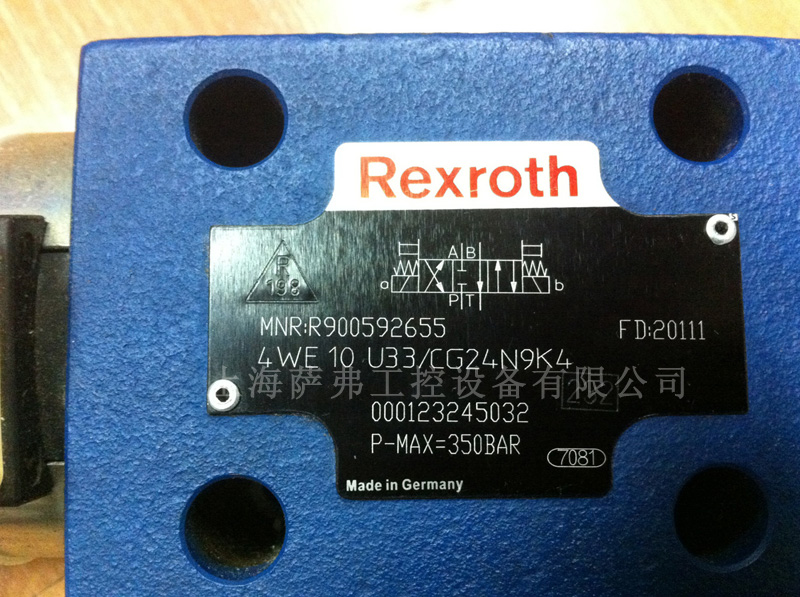 Rexroth
A B
a b
P T
R
198
MNR:R900592655 FD:20111
4WE 10 U33/CG24N9K4
上海萨弗工控设备有限公司
000123245032
P-MAX=350BAR
7081
Made in Germany